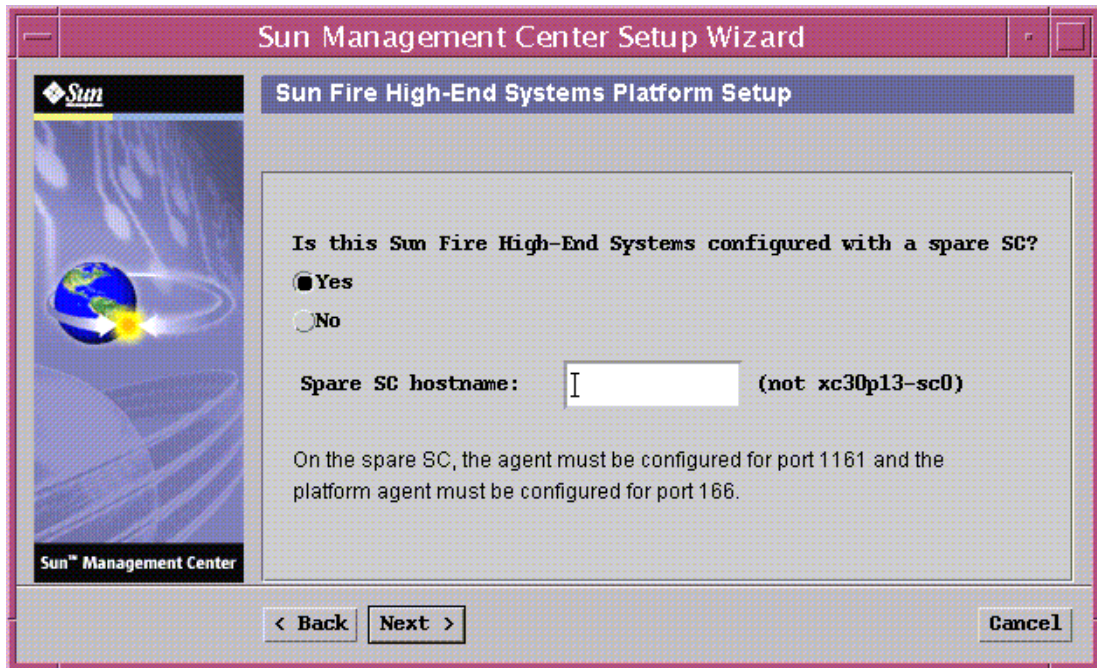 Sun Management Center Setup Wizard
Sun
Sun Fire High-End Systems Platform Setup
Is this Sun Fire High-End Systems configured with a spare SC?
Yes
No
Spare SC hostname: (not xc30p13-sc0)
On the spare SC, the agent must be configured for port 1161 and the
platform agent must be configured for port 166.
Sun™ Management Center
< Back Next > Cancel